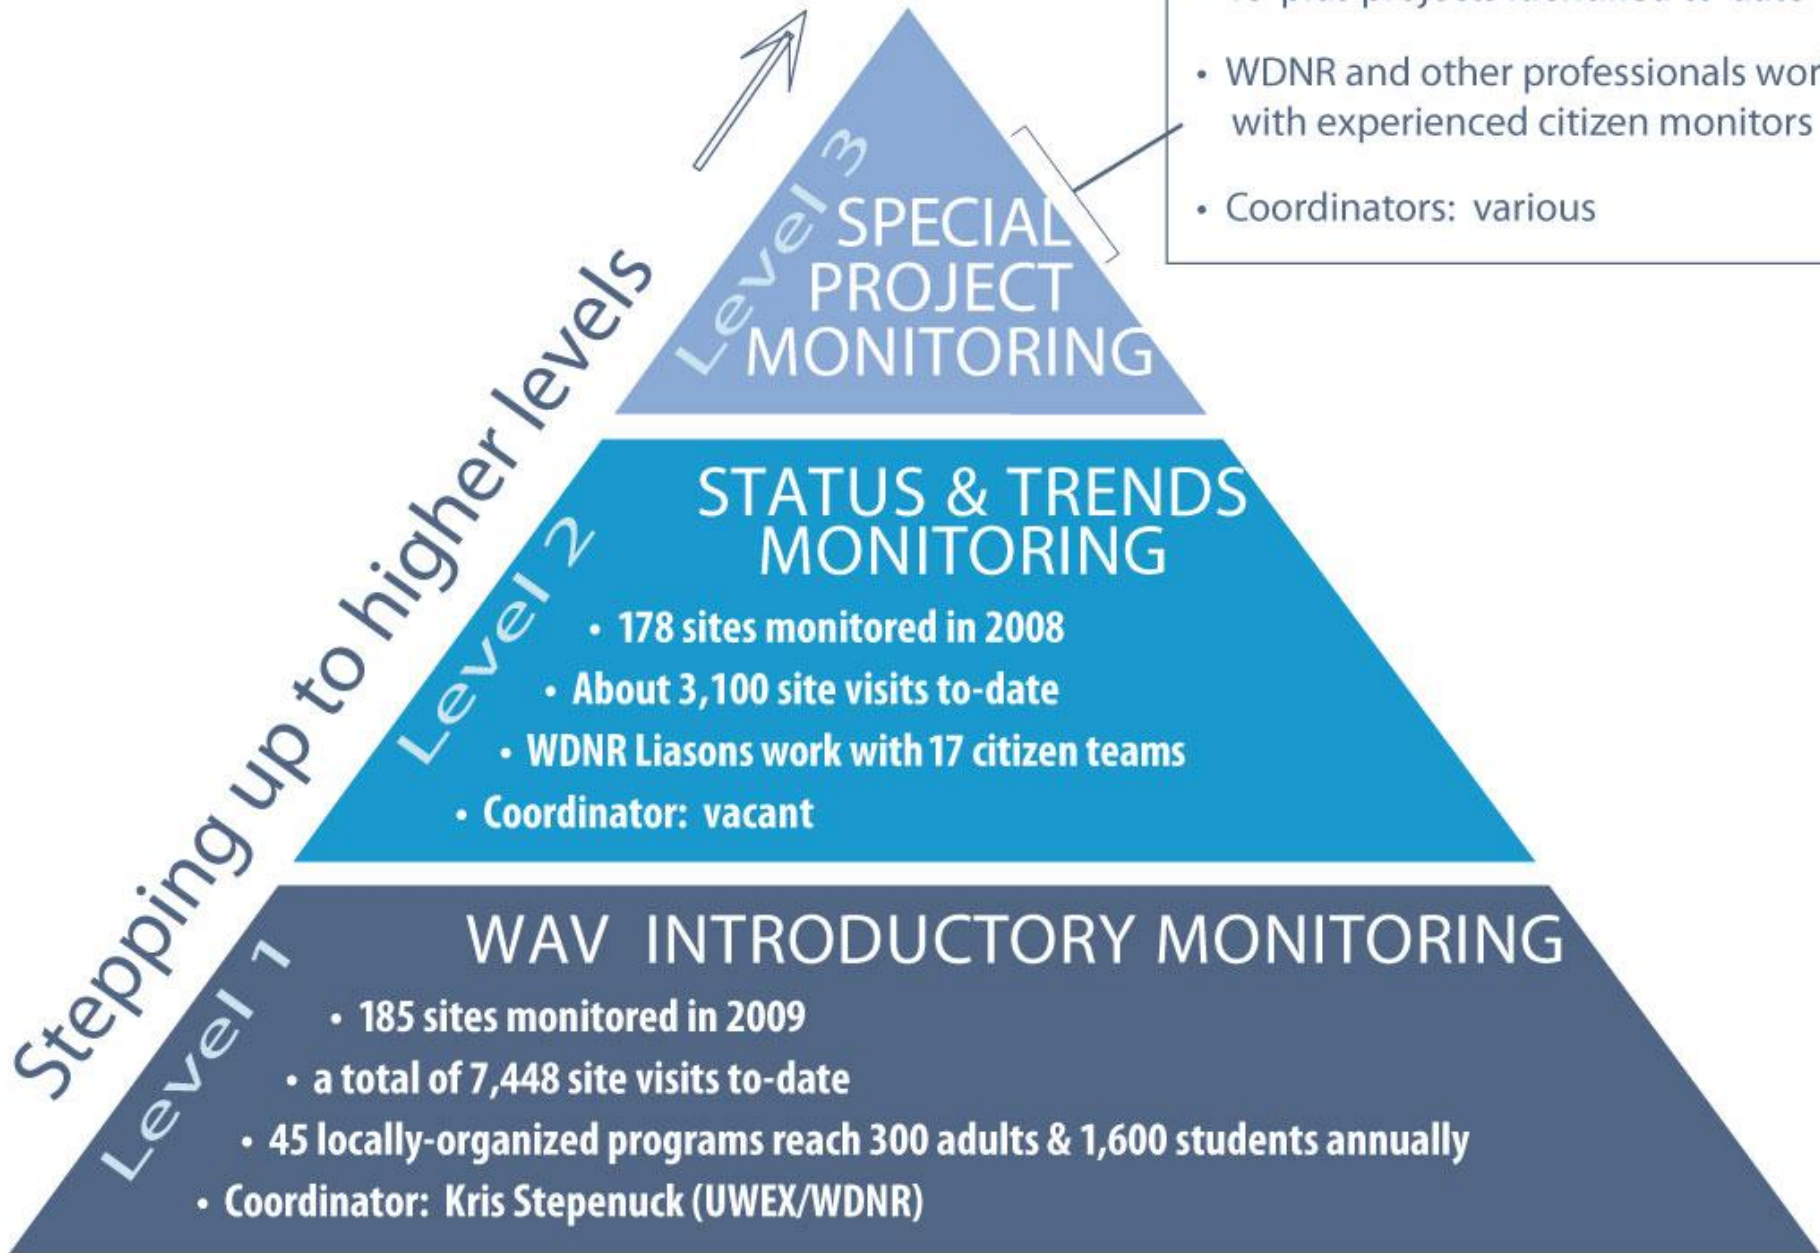 • WDNR and other professionals
with experienced citizen monitors
• Coordinators: various
Stepping up to higher levels
Level 3
SPECIAL
PROJECT
MONITORING
Level 2
STATUS & TRENDS
MONITORING
• 178 sites monitored in 2008
• About 3,100 site visits to-date
• WDNR Liasons work with 17 citizen teams
• Coordinator: vacant
Level 1
WAV INTRODUCTORY MONITORING
• 185 sites monitored in 2009
• a total of 7,448 site visits to-date
• 45 locally-organized programs reach 300 adults & 1,600 students annually
• Coordinator: Kris Stepenuck (UWEX/WDNR)